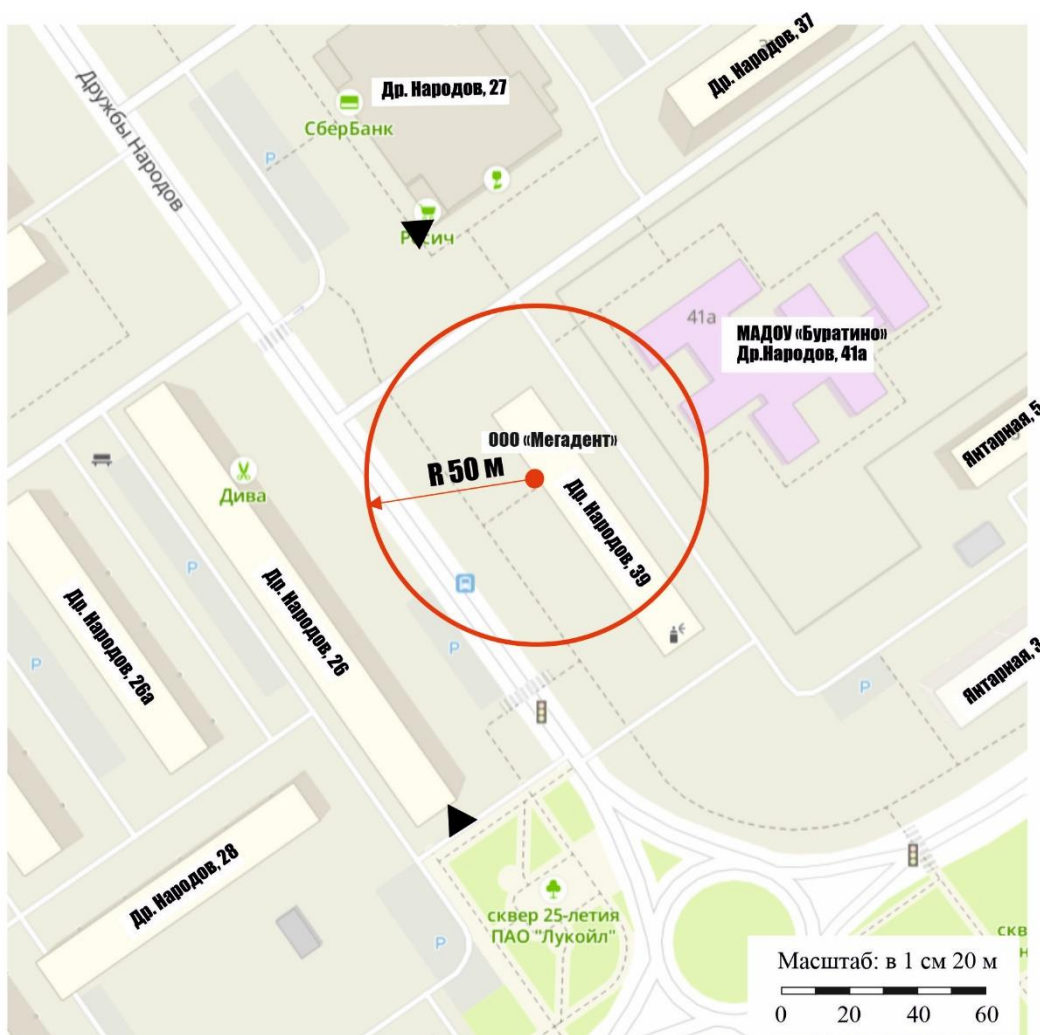 Др. Народов, 37
Др. Народов, 27
СберБанк
Дружбы Народов
P
41а
МАДОУ «Буратино»
Др.Народов, 41а
ООО «Мегадент»
R 50 м
Др. Народов, 39
Янтарная, 5
Дива
P
Др. Народов, 26
Др. Народов, 26а
P
P
P
Янтарная, 3
Др. Народов, 28
P
сквер 25-летия
ПАО "Лукойл"
Масштаб: в 1 см 20 м
0 20 40 60